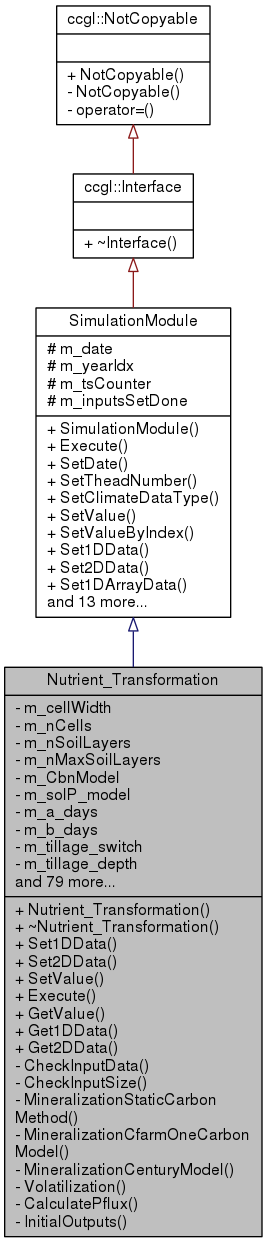 ccgl::NotCopyable
+ NotCopyable()
- NotCopyable()
- operator=()
ccgl::Interface
+ ~Interface()
SimulationModule
# m_date
# m_yearIdx
# m_tsCounter
# m_inputsSetDone
+ SimulationModule()
+ Execute()
+ SetDate()
+ SetTheadNumber()
+ SetClimateDataType()
+ SetValue()
+ SetValueByIndex()
+ Set1DData()
+ Set2DData()
+ Set1DArrayData()
and 13 more...
Nutrient_Transformation
- m_cellWidth
- m_nCells
- m_nSoilLayers
- m_nMaxSoilLayers
- m_CbnModel
- m_solP_model
- m_a_days
- m_b_days
- m_tillage_switch
- m_tillage_depth
and 79 more...
+ Nutrient_Transformation()
+ ~Nutrient_Transformation()
+ Set1DData()
+ Set2DData()
+ SetValue()
+ Execute()
+ GetValue()
+ Get1DData()
+ Get2DData()
- CheckInputData()
- CheckInputSize()
- MineralizationStaticCarbon
Method()
- MineralizationCfarmOneCarbon
Model()
- MineralizationCenturyModel()
- Volatilization()
- CalculatePflux()
- InitialOutputs()